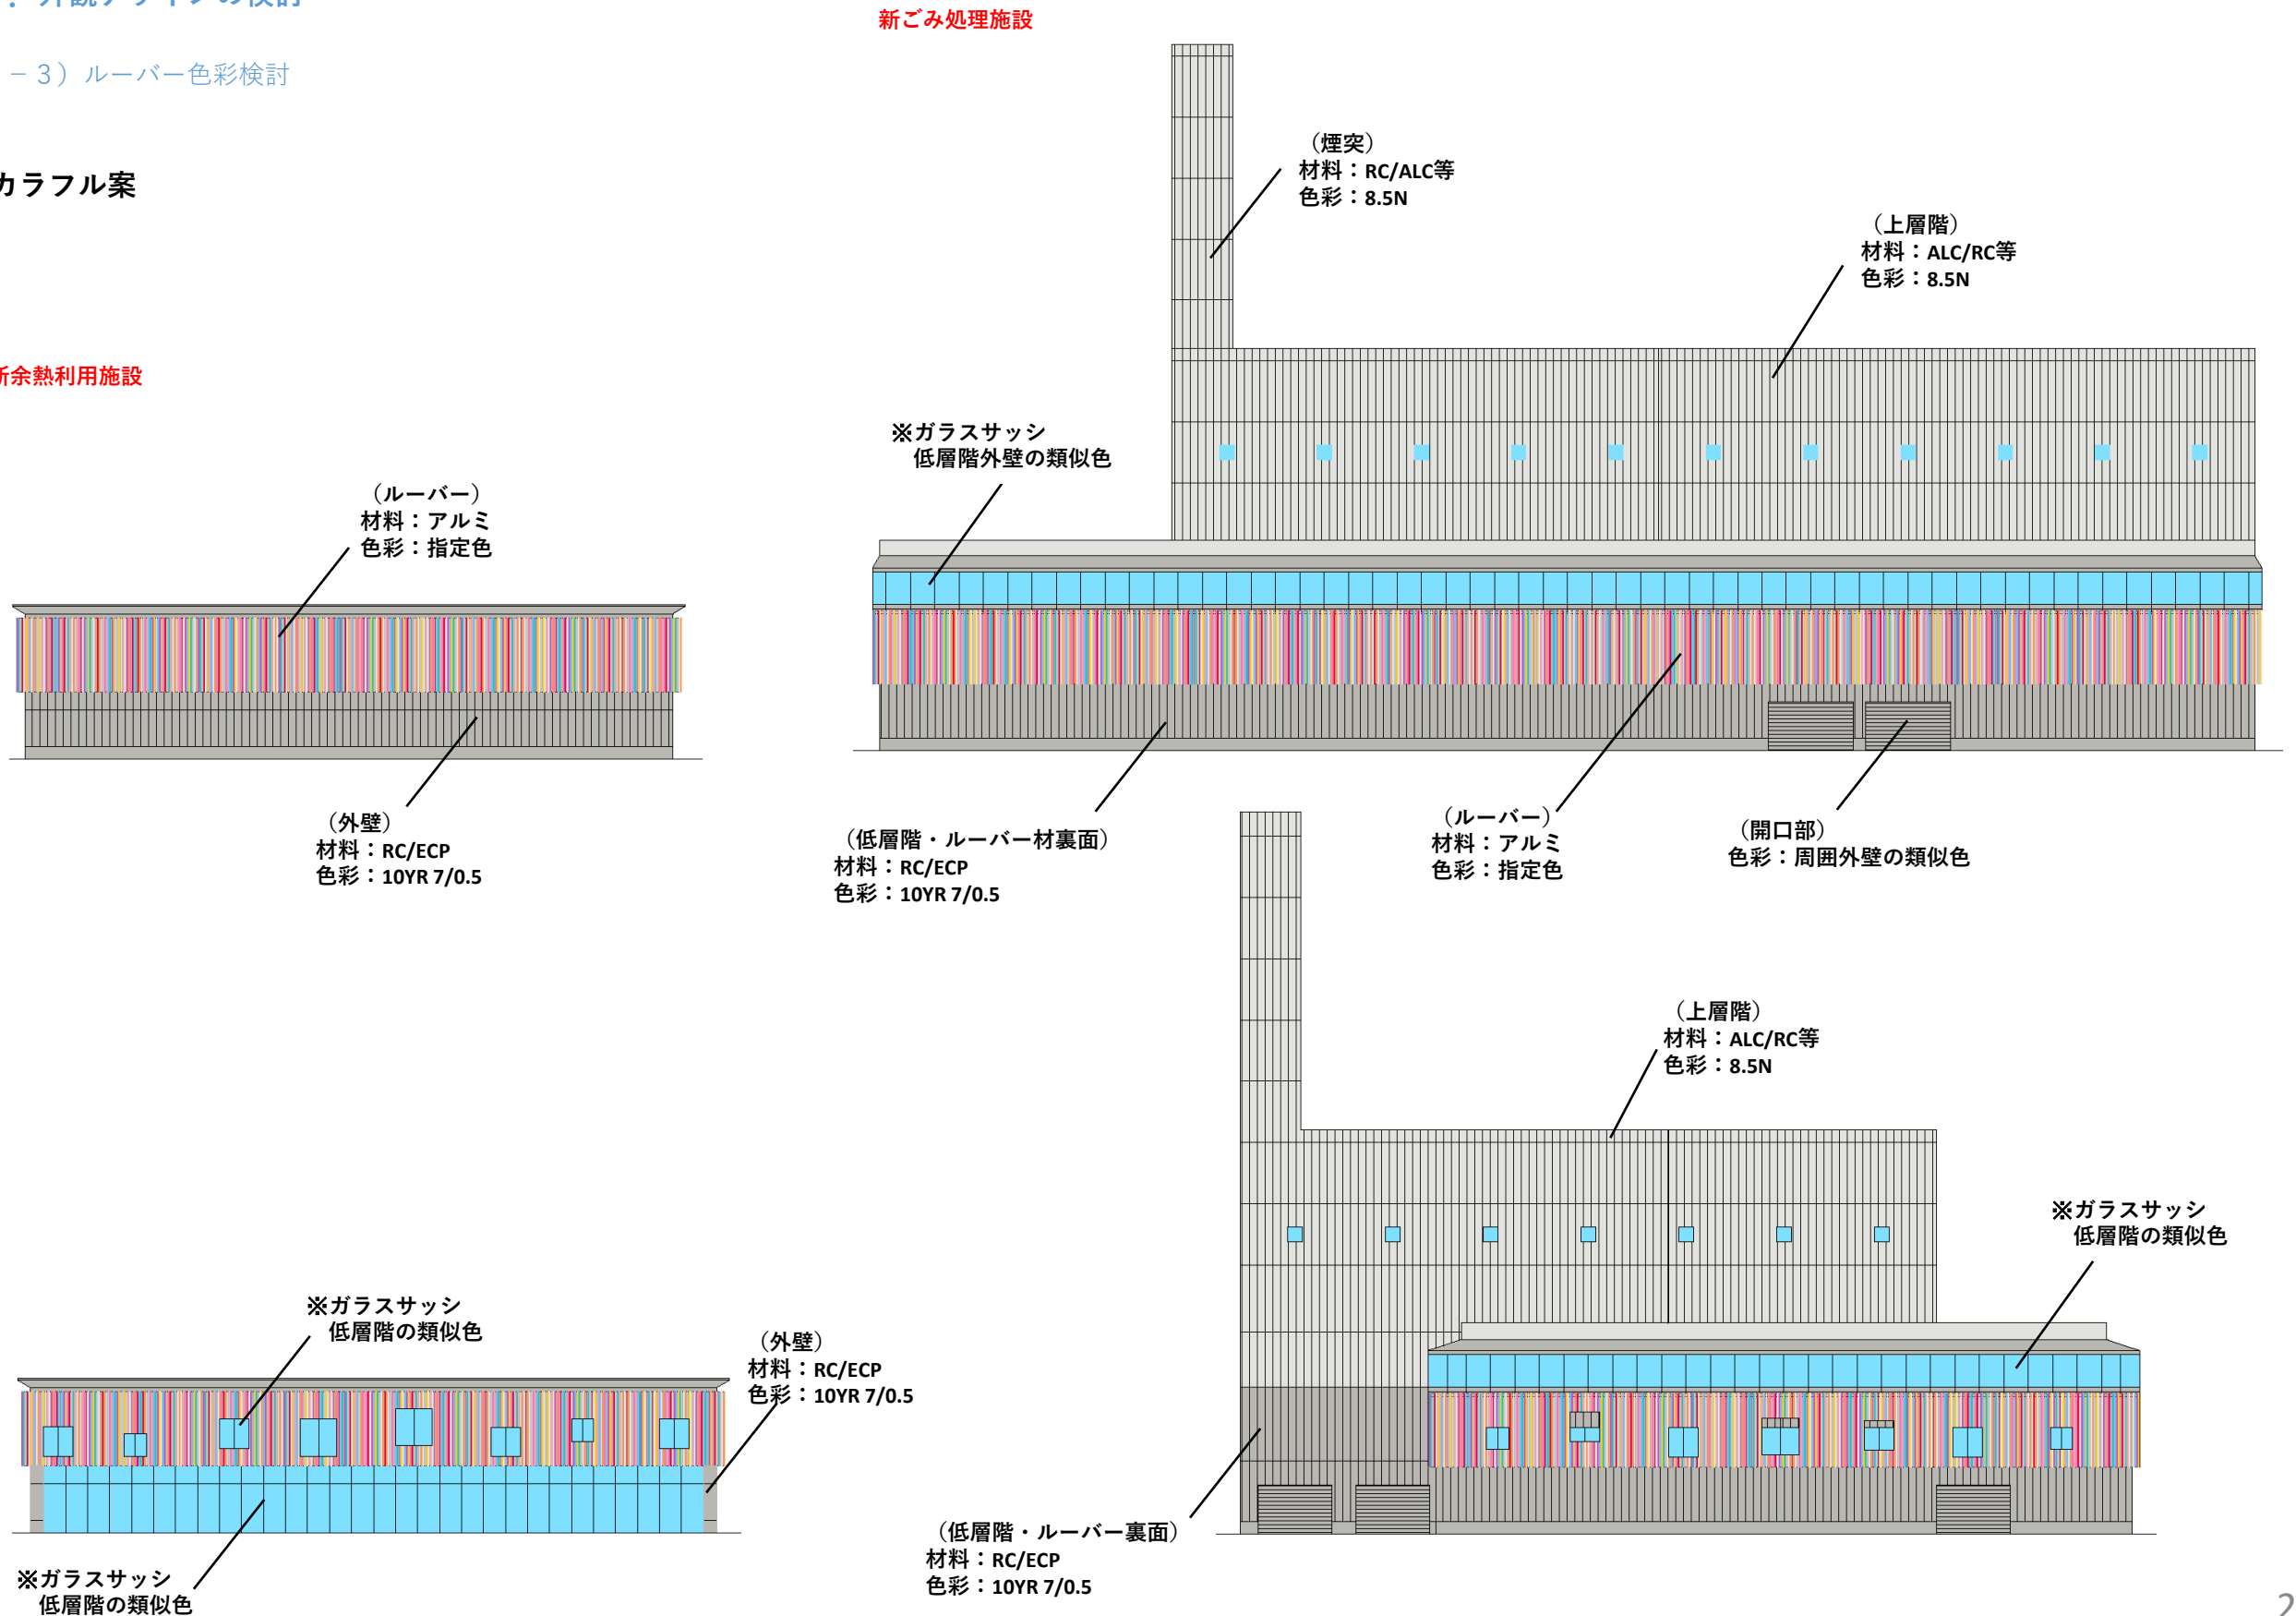 ．外観デザインの検討
－３）ルーバー色彩検討
カラフル案
新ごみ処理施設
（煙突）
材料：RC/ALC等
色彩：8.5N
（上層階）
材料：ALC/RC等
色彩：8.5N
新余熱利用施設
※ガラスサッシ
低層階外壁の類似色
（ルーバー）
材料：アルミ
色彩：指定色
（外壁）
材料：RC/ECP
色彩：10YR 7/0.5
（低層階・ルーバー材裏面）
材料：RC/ECP
色彩：10YR 7/0.5
（ルーバー）
材料：アルミ
色彩：指定色
（開口部）
色彩：周囲外壁の類似色
（上層階）
材料：ALC/RC等
色彩：8.5N
※ガラスサッシ
低層階の類似色
※ガラスサッシ
低層階の類似色
（外壁）
材料：RC/ECP
色彩：10YR 7/0.5
（低層階・ルーバー裏面）
材料：RC/ECP
色彩：10YR 7/0.5
※ガラスサッシ
低層階の類似色
2